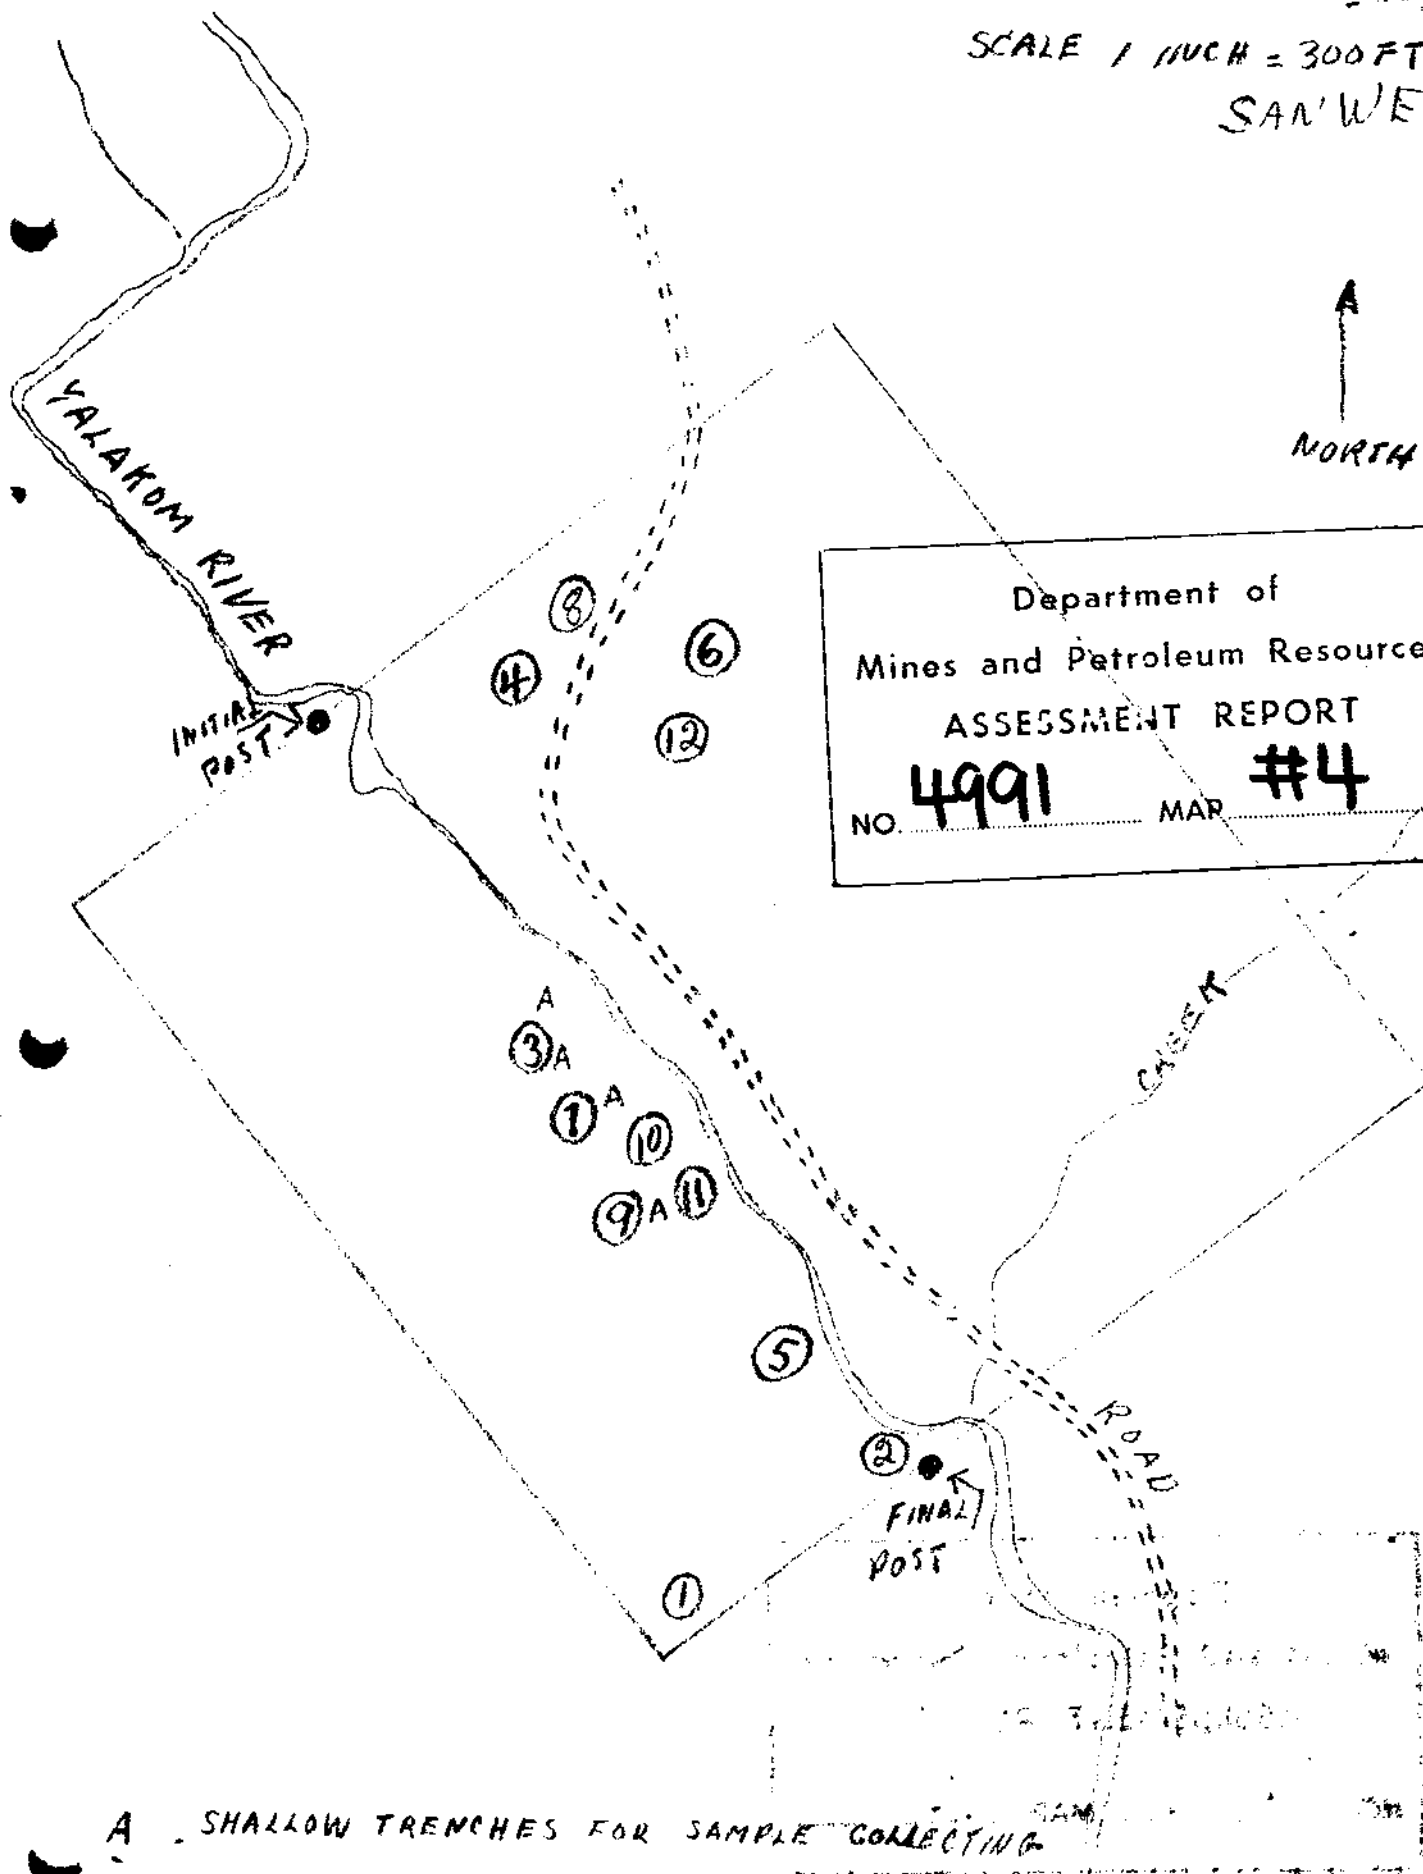 SCALE 1 INCH = 300 FT
SAN'WE
YALAKOM RIVER
NORTH
Department of
Mines and Petroleum Resource
ASSESSMENT REPORT
NO. 4991 MAP #4
8
4
6
12
INITIAL
POST
A
3 A
7 A
10
9 A 11
CREEK
5
2
ROAD
FINAL
POST
1
A . SHALLOW TRENCHES FOR SAMPLE COLLECTING